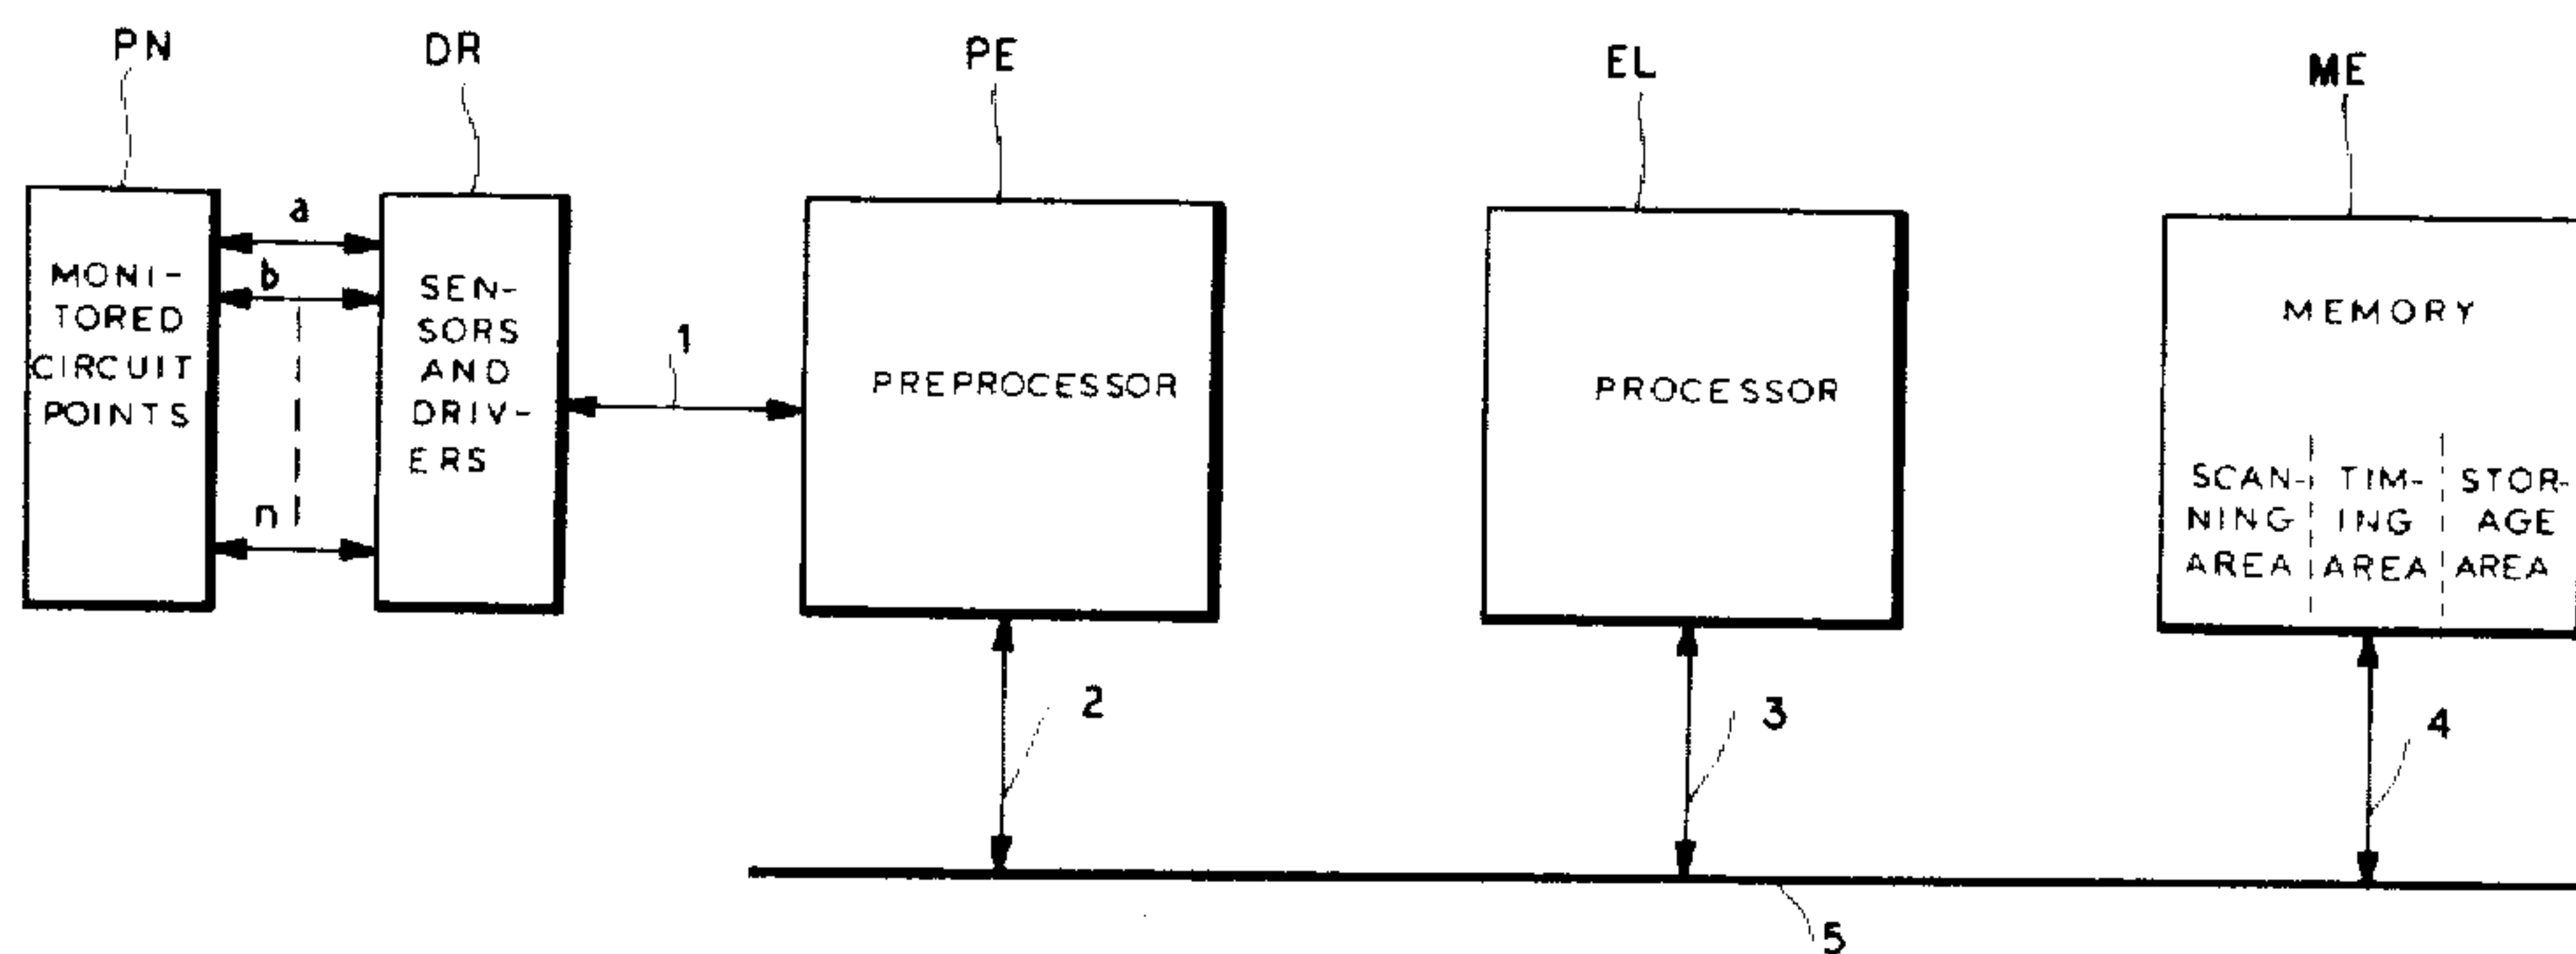 PN
DR
PE
EL
ME
a
b
n
MONI-
TORED
CIRCUIT
POINTS
SEN-
SORS
AND
DRIV-
ERS
1
PREPROCESSOR
PROCESSOR
MEMORY
SCAN-
NING
AREA
TIM-
ING
AREA
STOR-
AGE
AREA
2
3
4
5